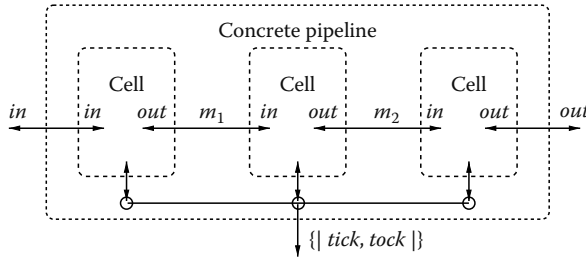 Concrete pipeline
Cell Cell Cell
in in out m₁ in out m₂ in out out
{| tick, tock |}